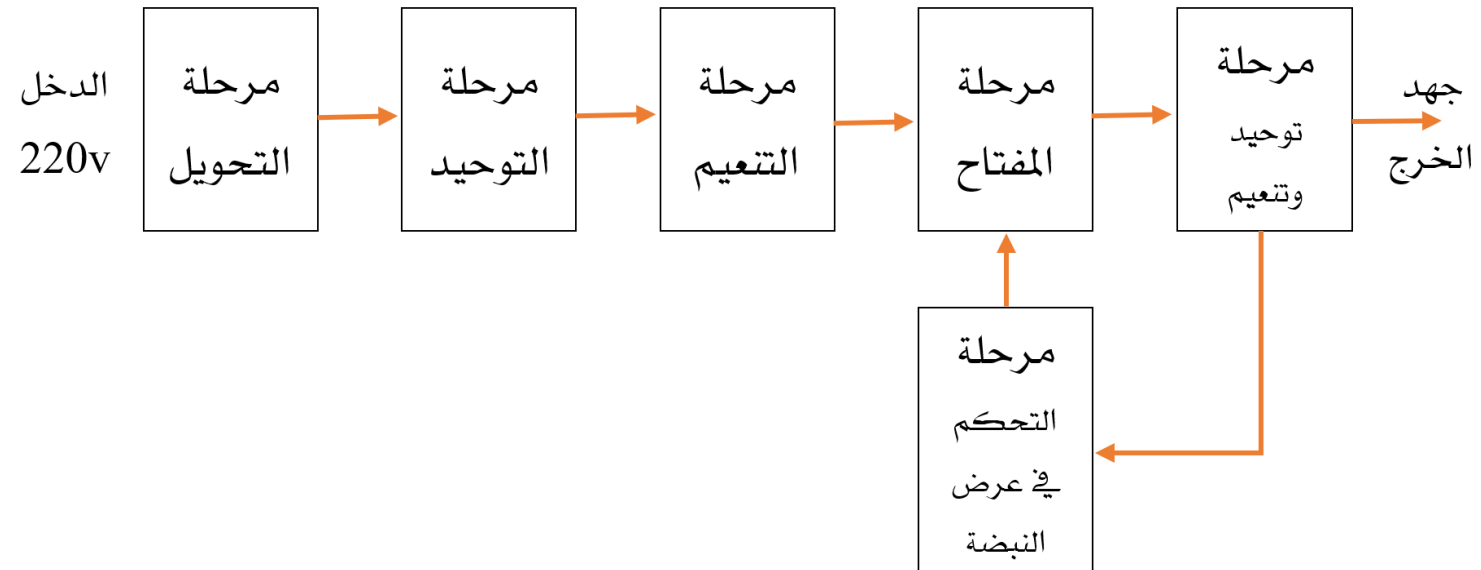 الدخل
220v
مرحلة
التحويل
مرحلة
التوحيد
مرحلة
التنعيم
مرحلة
المفتاح
مرحلة
توحيد
وتنعيم
جهد
الخرج
مرحلة
التحكم
في عرض
النبضة